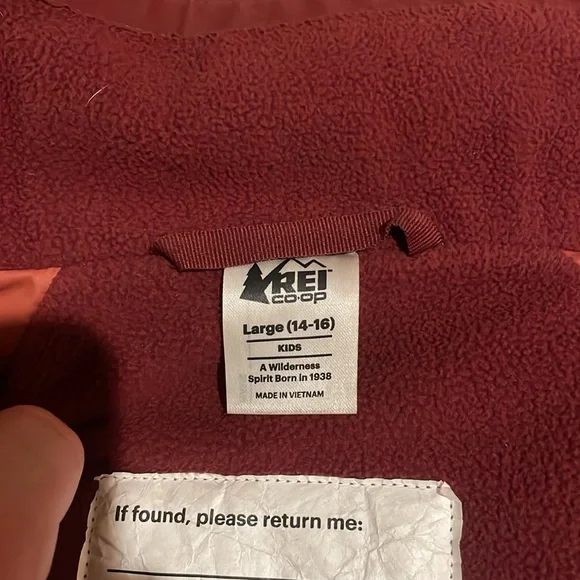 REI
CO·OP
Large (14-16)
KIDS
A Wilderness
Spirit Born in 1938
MADE IN VIETNAM
If found, please return me: